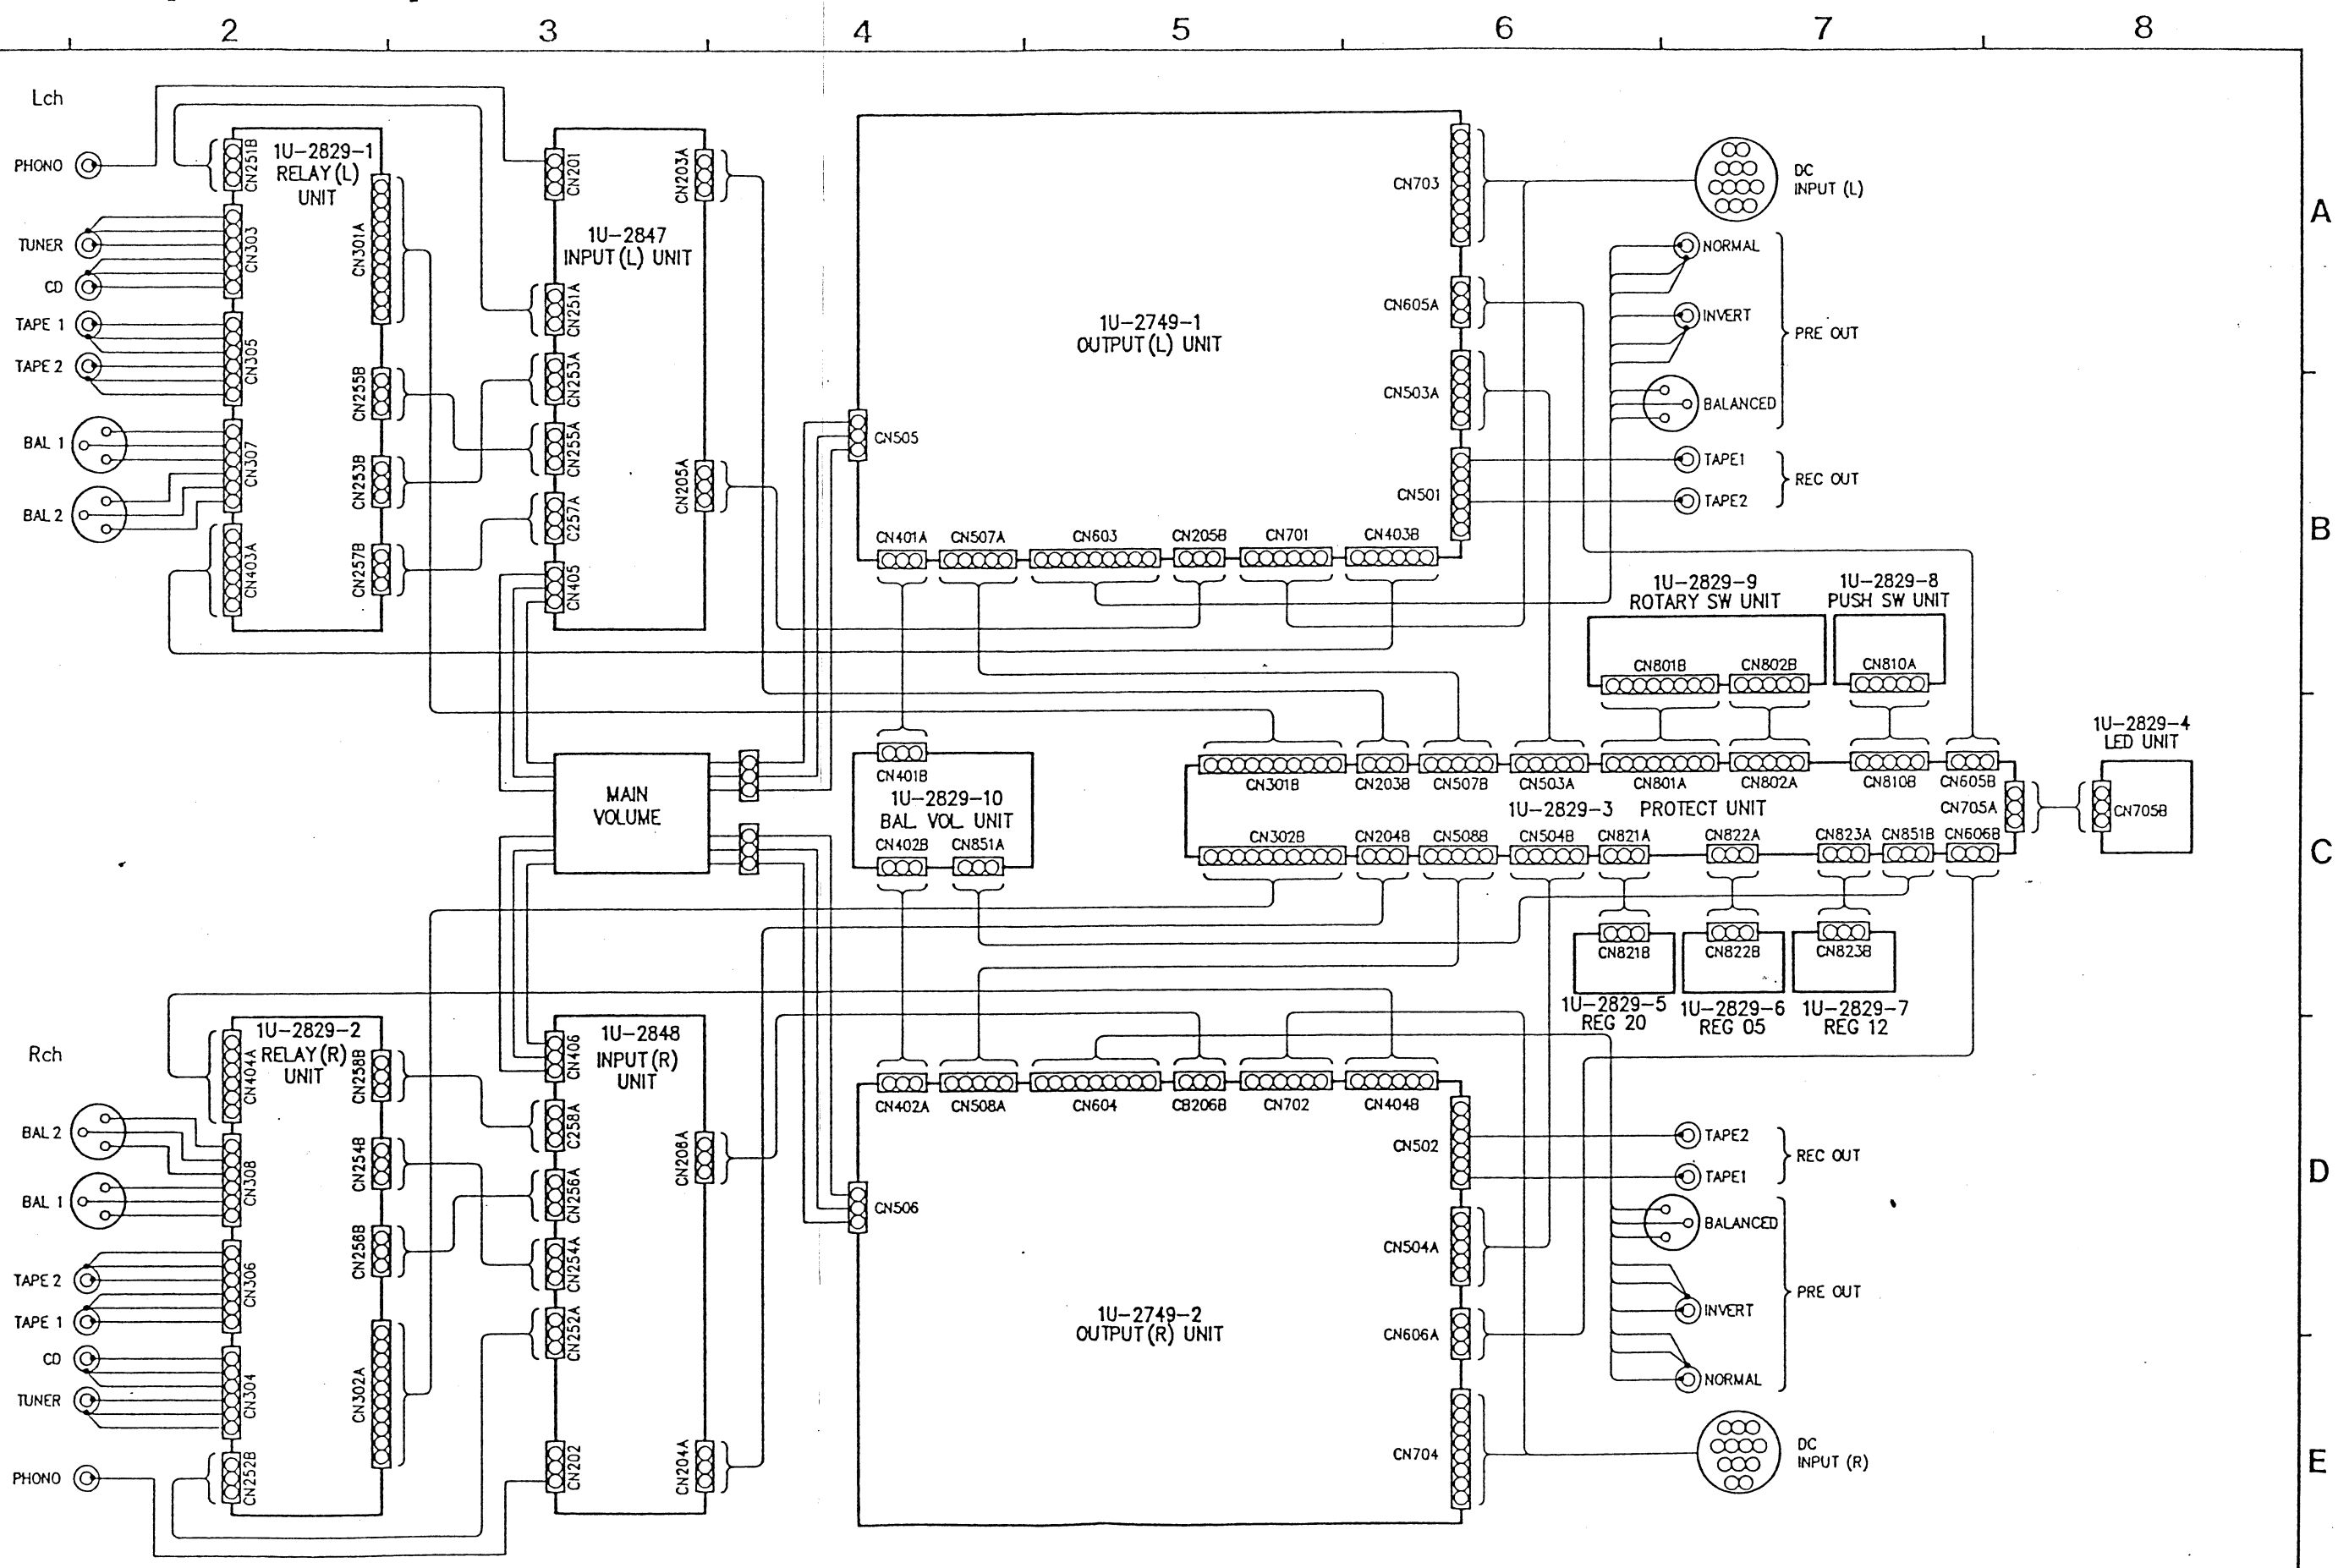 2 3 4 5 6 7 8
A
B
C
D
E
Lch
PHONO
TUNER
CD
TAPE 1
TAPE 2
BAL 1
BAL 2
CN251B
CN303
CN305
CN307
CN403A
1U-2829-1
RELAY(L)
UNIT
CN301A
CN255B
CN253B
CN257B
CN201
CN251A
CN253A
CN255A
C257A
CN405
1U-2847
INPUT(L) UNIT
CN203A
CN205A
1U-2749-1
OUTPUT(L) UNIT
CN505
CN401A
CN507A
CN603
CN205B
CN701
CN403B
CN703
CN605A
CN503A
CN501
DC
INPUT (L)
NORMAL
INVERT
BALANCED
PRE OUT
TAPE1
TAPE2
REC OUT
1U-2829-9
ROTARY SW UNIT
CN801B
CN802B
1U-2829-8
PUSH SW UNIT
CN810A
MAIN
VOLUME
CN401B
1U-2829-10
BAL. VOL. UNIT
CN402B
CN851A
CN301B
CN203B
CN507B
CN503A
CN801A
CN802A
CN810B
CN605B
1U-2829-3 PROTECT UNIT
CN705A
CN302B
CN204B
CN508B
CN504B
CN821A
CN822A
CN823A
CN851B
CN606B
1U-2829-4
LED UNIT
CN705B
CN821B
CN822B
CN823B
1U-2829-5
REG 20
1U-2829-6
REG 05
1U-2829-7
REG 12
Rch
BAL 2
BAL 1
TAPE 2
TAPE 1
CD
TUNER
PHONO
CN404A
CN308
CN306
CN304
CN252B
1U-2829-2
RELAY(R)
UNIT
CN258B
CN254B
CN256B
CN302A
CN406
C258A
CN256A
CN254A
CN252A
CN202
1U-2848
INPUT(R)
UNIT
CN206A
CN204A
CN506
CN402A
CN508A
CN604
CB206B
CN702
CN404B
1U-2749-2
OUTPUT(R) UNIT
CN502
CN504A
CN606A
CN704
TAPE2
TAPE1
REC OUT
BALANCED
INVERT
NORMAL
PRE OUT
DC
INPUT (R)